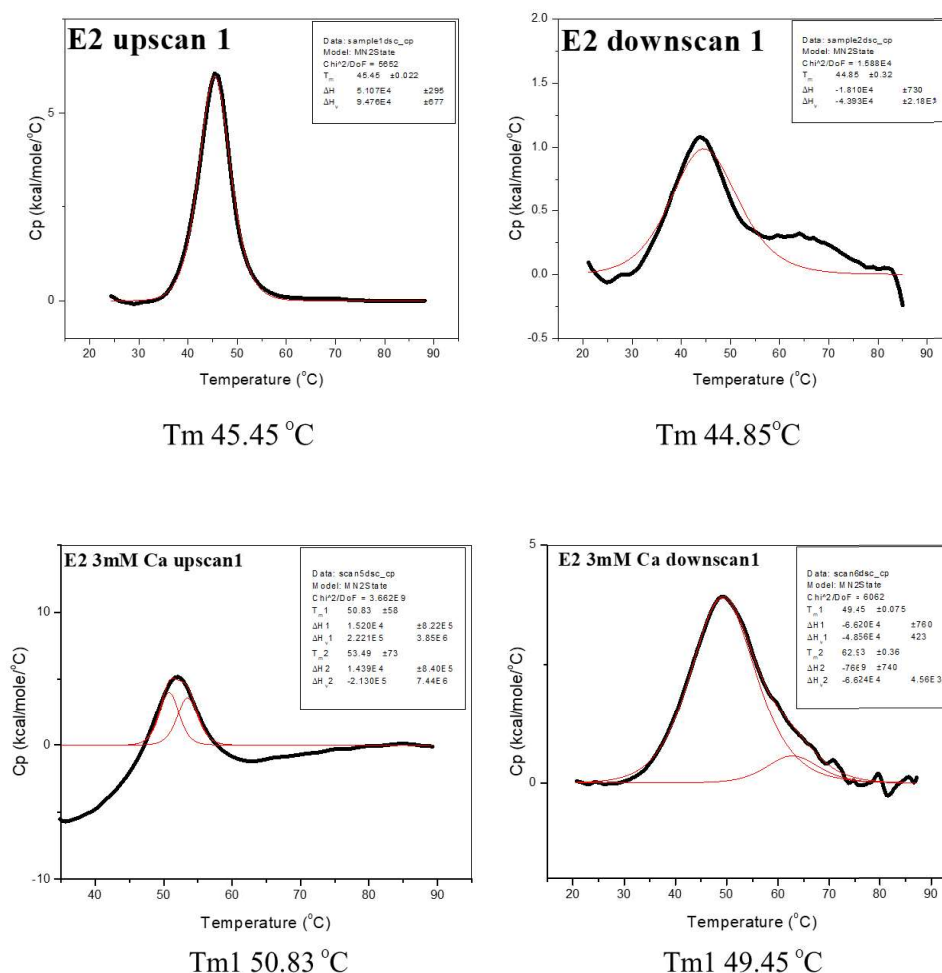 E2 upscan 1
Data: sample1dsc_cp
Model: MN2State
Chi^2/DoF = 5652
Tm 45.45 ±0.022
ΔH 5.107E4 ±295
ΔHv 9.476E4 ±677
5
0
Cp (kcal/mole/°C)
20 30 40 50 60 70 80 90
Temperature (°C)
Tm 45.45 °C
E2 downscan 1
Data: sample2dsc_cp
Model: MN2State
Chi^2/DoF = 1.588E4
Tm 44.85 ±0.32
ΔH -1.810E4 ±730
ΔHv -4.393E4
2.0
1.5
1.0
0.5
0.0
-0.5
Cp (kcal/mole/°C)
20 30 40 50 60 70 80 90
Temperature (°C)
Tm 44.85°C
E2 3mM Ca upscan1
Data: scan5dsc_cp
Model: MN2State
Chi^2/DoF = 3.662E9
Tm1 50.83 ±58
ΔH1 1.520E4 ±8.22E5
ΔHv1 2.221E5 3.85E6
Tm2 53.49 ±73
ΔH2 1.439E4 ±8.40E5
ΔHv2 -2.130E5 7.44E6
10
0
-10
Cp (kcal/mole/°C)
40 50 60 70 80 90
Temperature (°C)
Tm1 50.83 °C
E2 3mM Ca downscan1
Data: scan6dsc_cp
Model: MN2State
Chi^2/DoF = 6062
Tm1 49.45 ±0.075
ΔH1 -6.620E4 ±760
ΔHv1 -4.856E4 423
Tm2 62.93 ±0.36
ΔH2 -7669 ±740
ΔHv2 -6.624E4 4.56E3
5
0
Cp (kcal/mole/°C)
20 30 40 50 60 70 80 90
Temperature (°C)
Tm1 49.45 °C